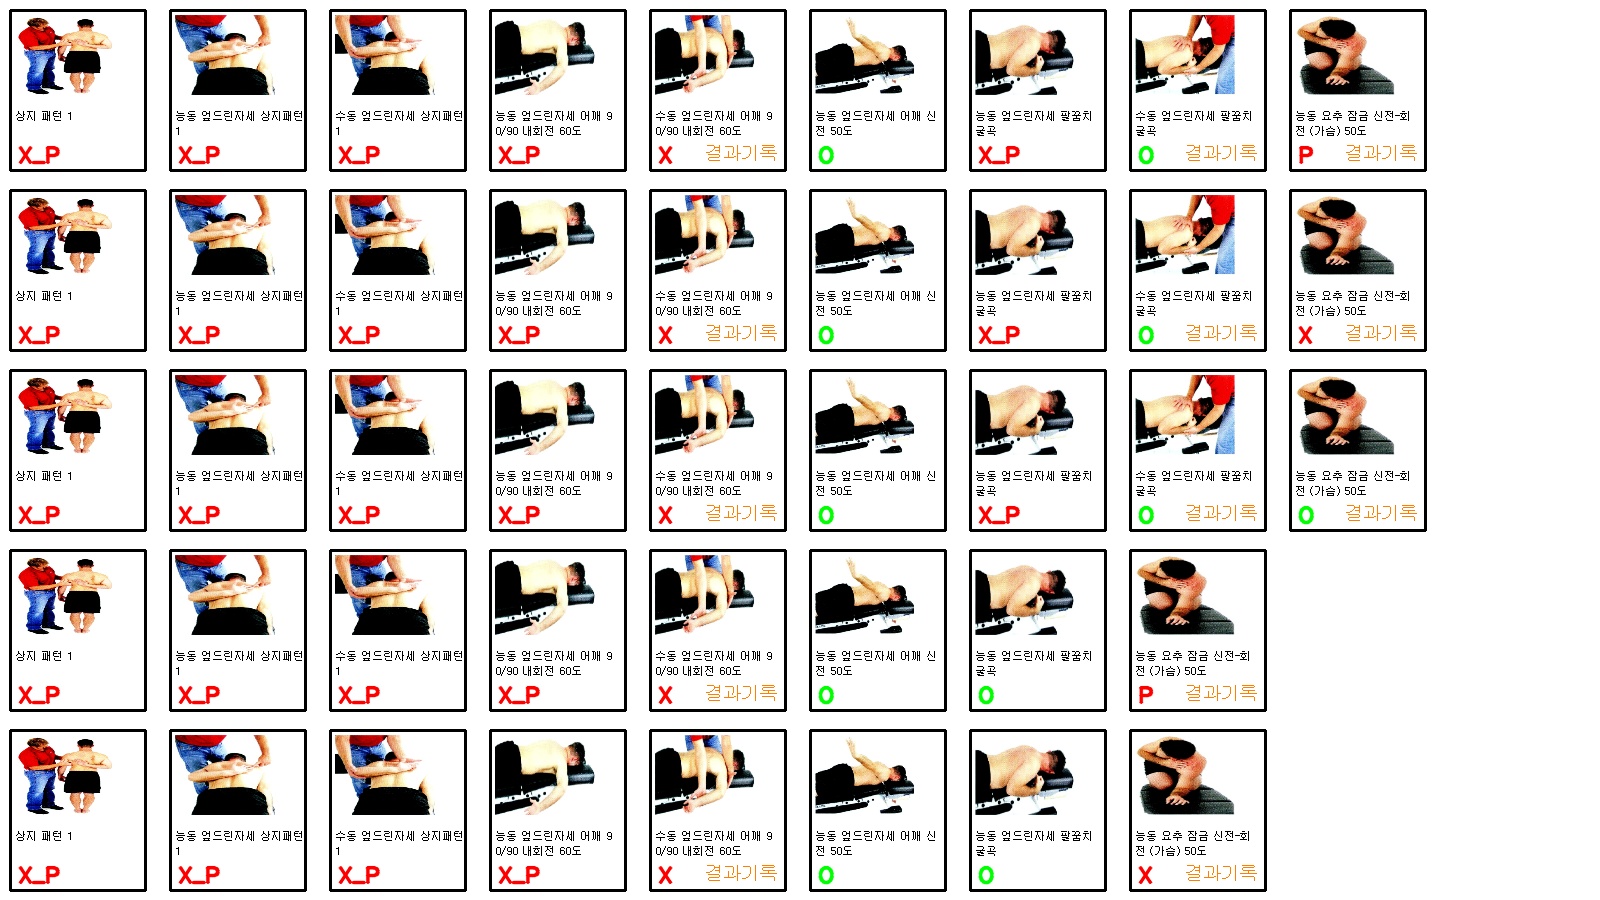 상지 패턴 1
X_P
능동 엎드린자세 상지패턴
1
X_P
수동 엎드린자세 상지패턴
1
X_P
능동 엎드린자세 어깨 9
0/90 내회전 60도
X_P
수동 엎드린자세 어깨 9
0/90 내회전 60도
X 결과기록
능동 엎드린자세 어깨 신
전 50도
O
능동 엎드린자세 팔꿈치
굴곡
X_P
수동 엎드린자세 팔꿈치
굴곡
O 결과기록
능동 요추 잠금 신전-회
전 (가슴) 50도
P 결과기록
상지 패턴 1
X_P
능동 엎드린자세 상지패턴
1
X_P
수동 엎드린자세 상지패턴
1
X_P
능동 엎드린자세 어깨 9
0/90 내회전 60도
X_P
수동 엎드린자세 어깨 9
0/90 내회전 60도
X 결과기록
능동 엎드린자세 어깨 신
전 50도
O
능동 엎드린자세 팔꿈치
굴곡
X_P
수동 엎드린자세 팔꿈치
굴곡
O 결과기록
능동 요추 잠금 신전-회
전 (가슴) 50도
X 결과기록
상지 패턴 1
X_P
능동 엎드린자세 상지패턴
1
X_P
수동 엎드린자세 상지패턴
1
X_P
능동 엎드린자세 어깨 9
0/90 내회전 60도
X_P
수동 엎드린자세 어깨 9
0/90 내회전 60도
X 결과기록
능동 엎드린자세 어깨 신
전 50도
O
능동 엎드린자세 팔꿈치
굴곡
X_P
수동 엎드린자세 팔꿈치
굴곡
O 결과기록
능동 요추 잠금 신전-회
전 (가슴) 50도
O 결과기록
상지 패턴 1
X_P
능동 엎드린자세 상지패턴
1
X_P
수동 엎드린자세 상지패턴
1
X_P
능동 엎드린자세 어깨 9
0/90 내회전 60도
X_P
수동 엎드린자세 어깨 9
0/90 내회전 60도
X 결과기록
능동 엎드린자세 어깨 신
전 50도
O
능동 엎드린자세 팔꿈치
굴곡
O
능동 요추 잠금 신전-회
전 (가슴) 50도
P 결과기록
상지 패턴 1
X_P
능동 엎드린자세 상지패턴
1
X_P
수동 엎드린자세 상지패턴
1
X_P
능동 엎드린자세 어깨 9
0/90 내회전 60도
X_P
수동 엎드린자세 어깨 9
0/90 내회전 60도
X 결과기록
능동 엎드린자세 어깨 신
전 50도
O
능동 엎드린자세 팔꿈치
굴곡
O
능동 요추 잠금 신전-회
전 (가슴) 50도
X 결과기록